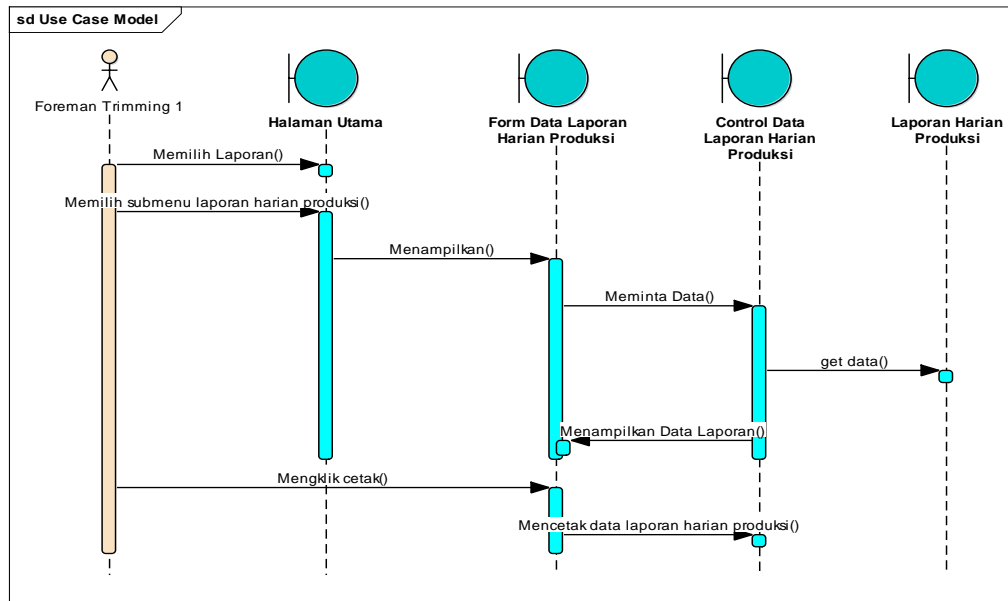 sd Use Case Model
Foreman Trimming 1
Halaman Utama
Form Data Laporan
Harian Produksi
Control Data
Laporan Harian
Produksi
Laporan Harian
Produksi
Memilih Laporan()
Memilih submenu laporan harian produksi()
Menampilkan()
Meminta Data()
get data()
Menampilkan Data Laporan()
Mengklik cetak()
Mencetak data laporan harian produksi()